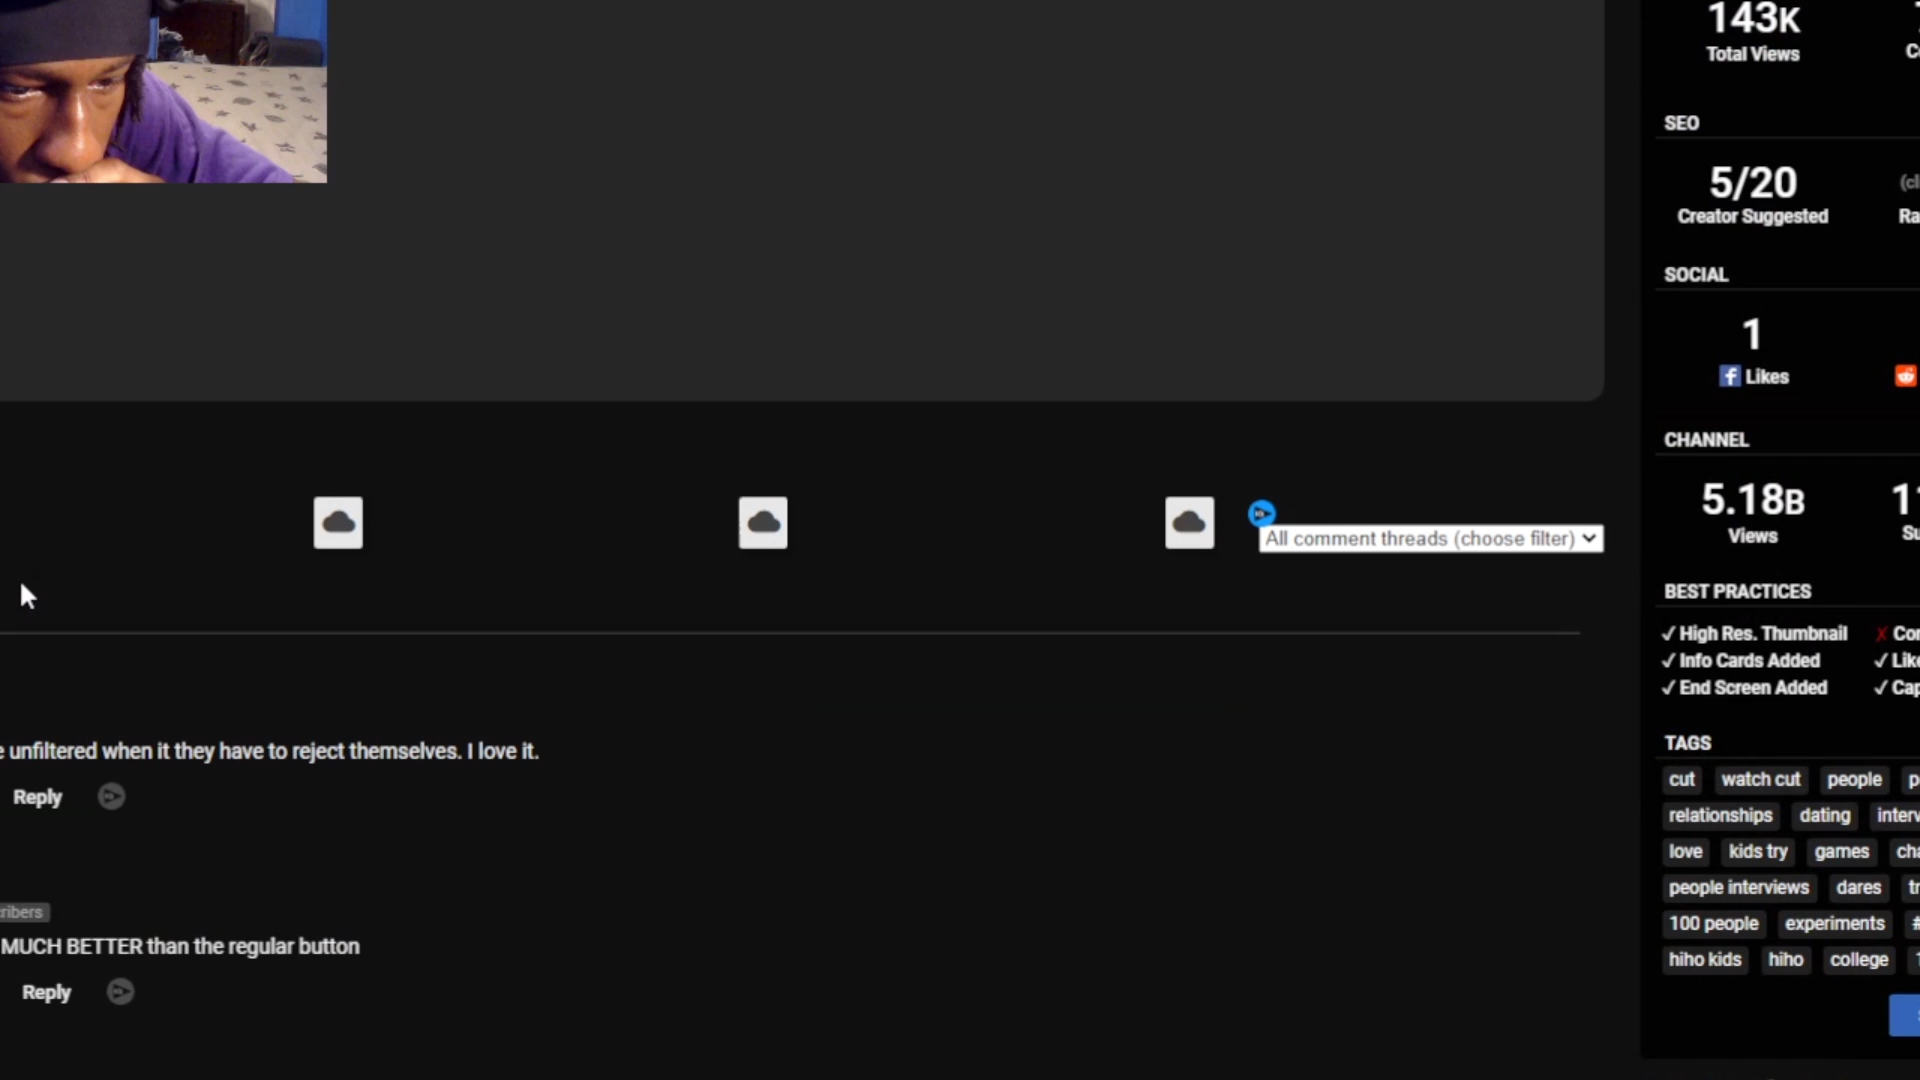 143K
Total Views
SEO
5/20
Creator Suggested
SOCIAL
1
Likes
CHANNEL
5.18B
Views
All comment threads (choose filter)
BEST PRACTICES
✓ High Res. Thumbnail
✓ Info Cards Added
✓ End Screen Added
unfiltered when it they have to reject themselves. I love it.
Reply
MUCH BETTER than the regular button
Reply
TAGS
cut watch cut people
relationships dating
love kids try games
people interviews dares
100 people experiments #
hiho kids hiho college